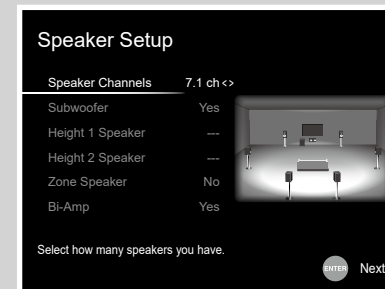 Speaker Setup
Speaker Channels 7.1 ch <>
Subwoofer Yes
Height 1 Speaker ---
Height 2 Speaker ---
Zone Speaker No
Bi-Amp Yes
Select how many speakers you have.
ENTER Next